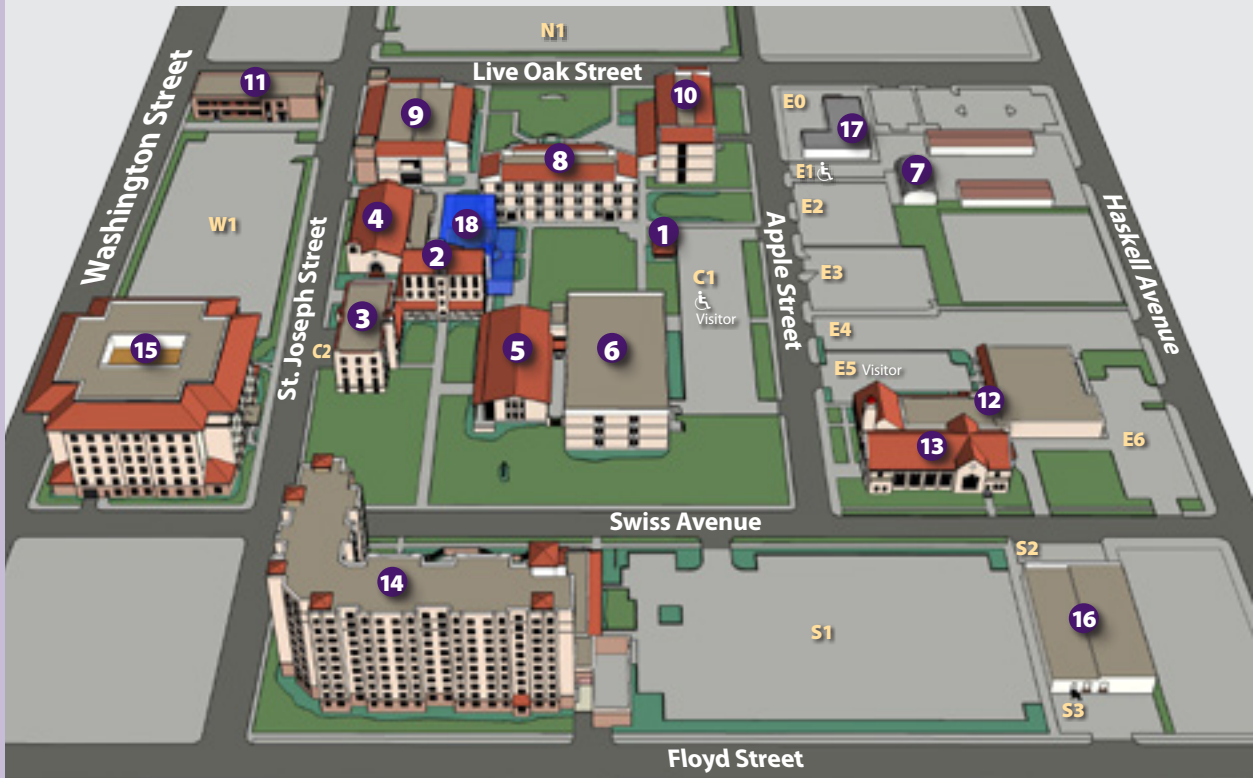 N1
Live Oak Street
Washington Street
11
9
10
E0
17
8
E1
7
E2
4
18
W1
1
2
Apple Street
Haskell Avenue
St. Joseph Street
C1
Visitor
E3
3
E4
15
C2
5
6
E5 Visitor
12
13
E6
Swiss Avenue
S2
14
16
S1
S3
Floyd Street